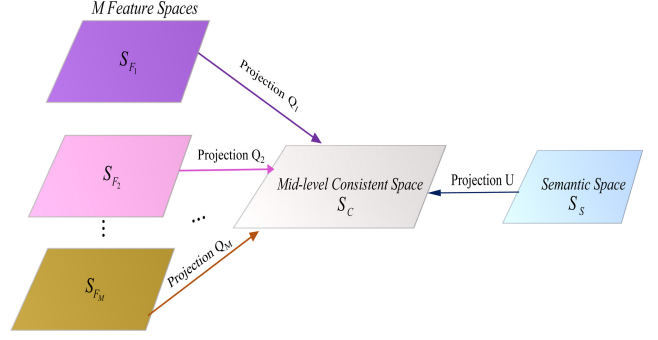 M Feature Spaces
S_{F_1}
Projection Q_1
S_{F_2}
Projection Q_2
Mid-level Consistent Space
S_C
Projection U
Semantic Space
S_S
⋮
...
S_{F_M}
Projection Q_M